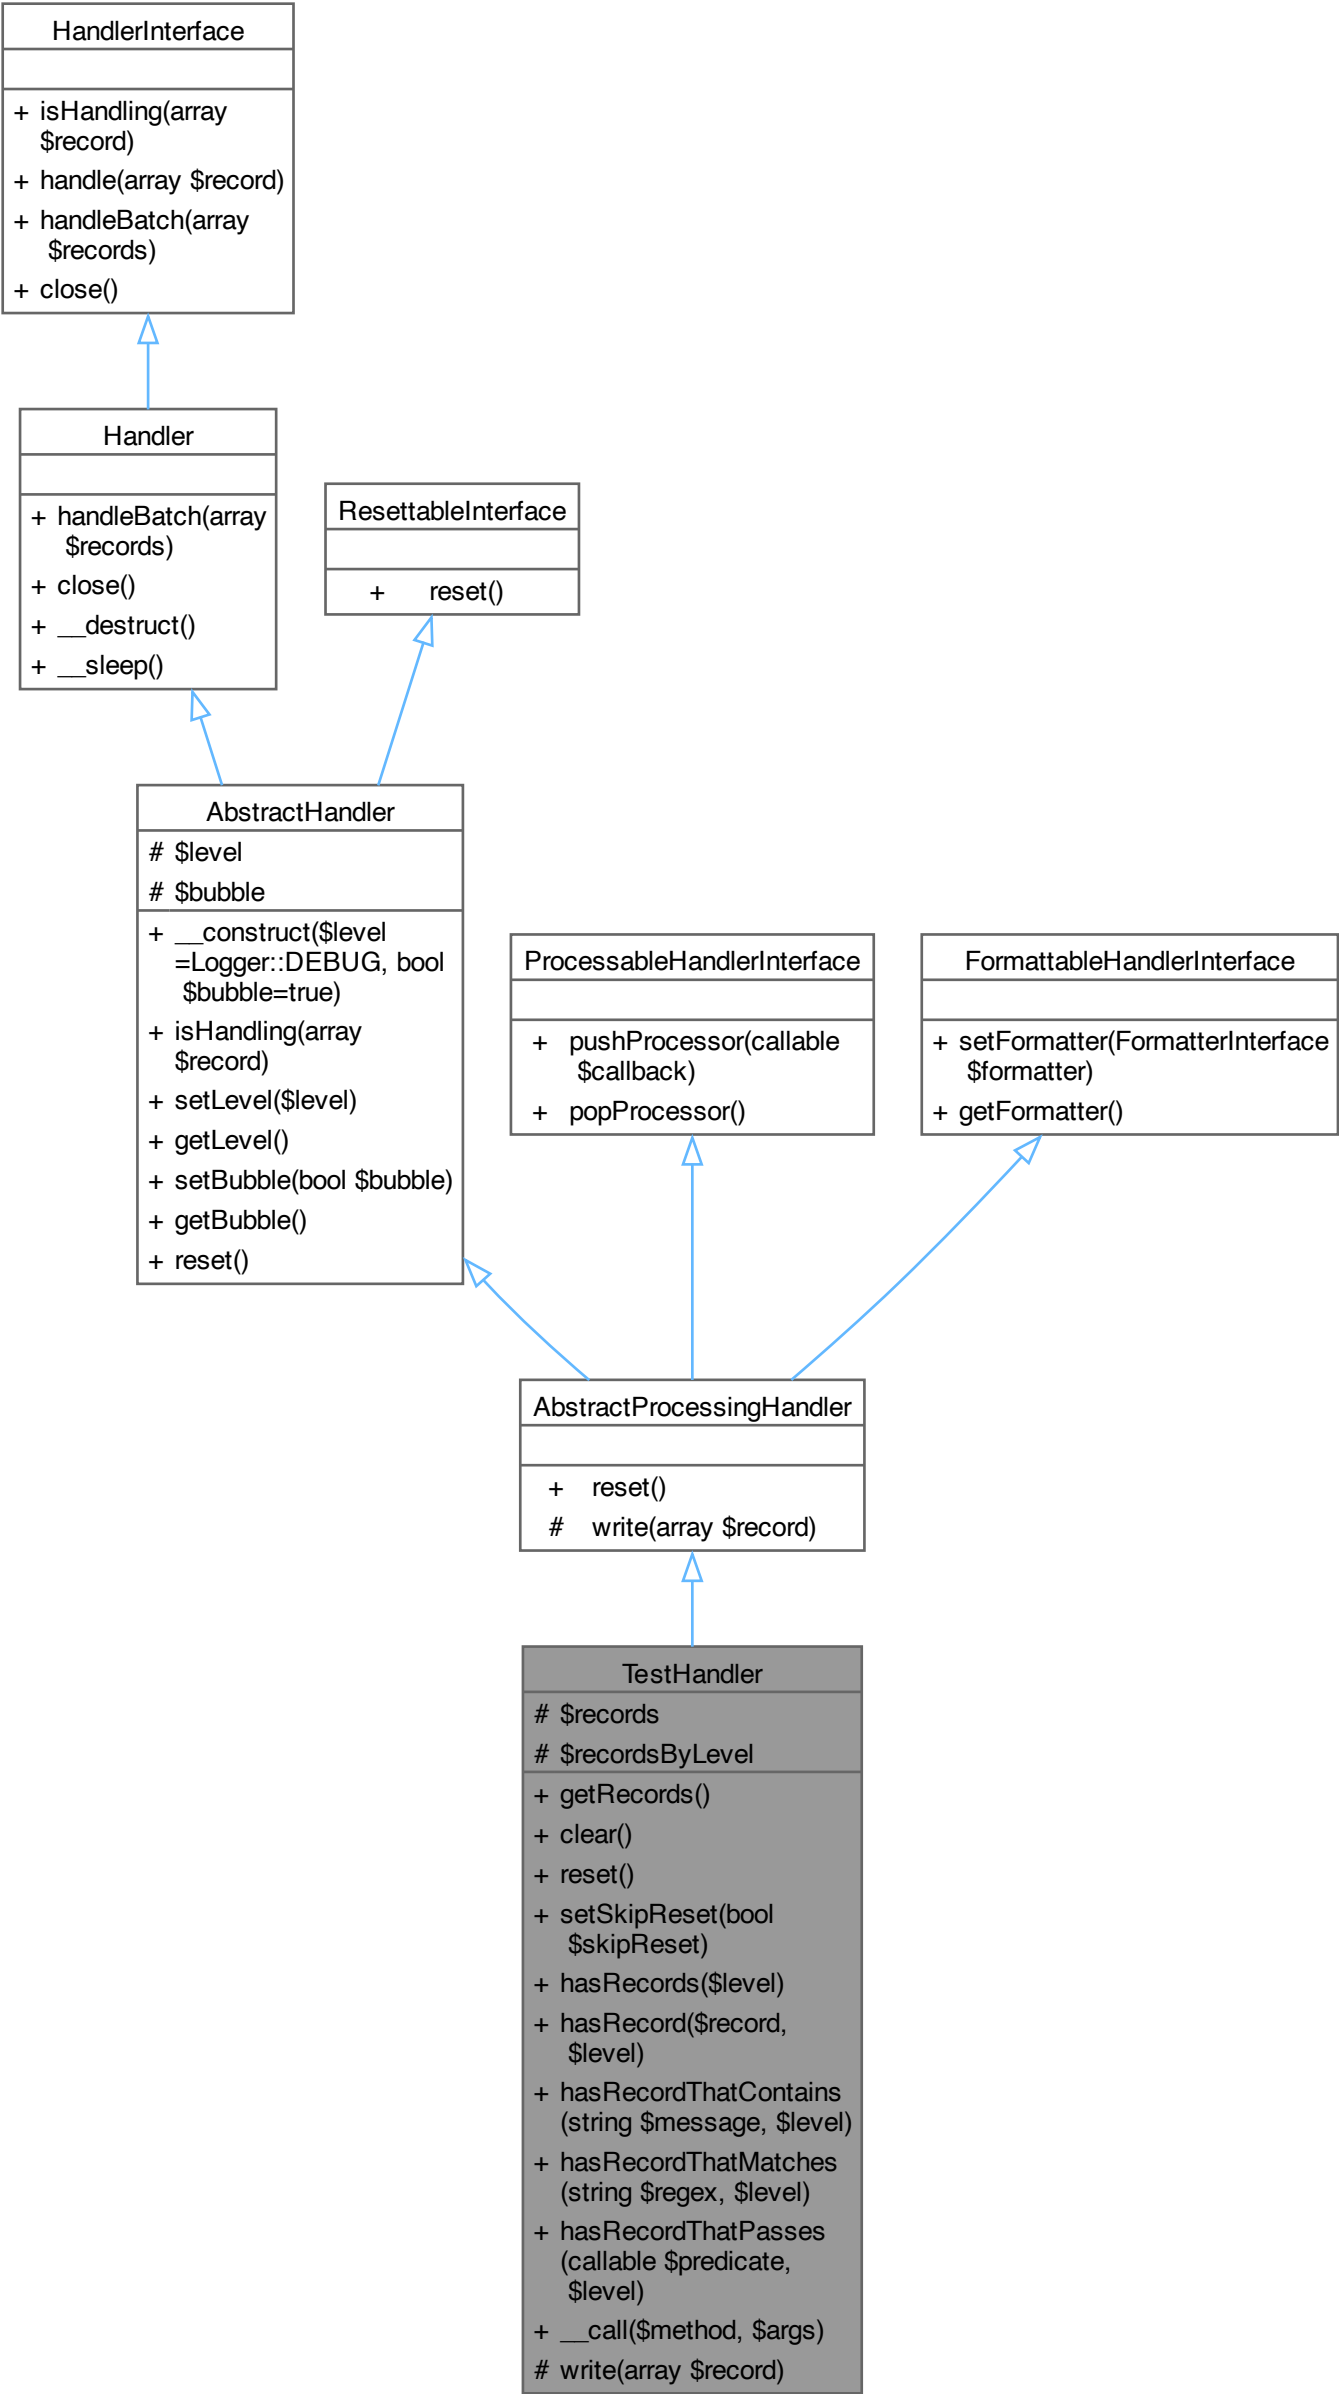 HandlerInterface
+ isHandling(array
$record)
+ handle(array $record)
+ handleBatch(array
$records)
+ close()
Handler
+ handleBatch(array
$records)
+ close()
+ __destruct()
+ __sleep()
ResettableInterface
+ reset()
AbstractHandler
# $level
# $bubble
+ __construct($level
=Logger::DEBUG, bool
$bubble=true)
+ isHandling(array
$record)
+ setLevel($level)
+ getLevel()
+ setBubble(bool $bubble)
+ getBubble()
+ reset()
ProcessableHandlerInterface
+ pushProcessor(callable
$callback)
+ popProcessor()
FormattableHandlerInterface
+ setFormatter(FormatterInterface
$formatter)
+ getFormatter()
AbstractProcessingHandler
+ reset()
# write(array $record)
TestHandler
# $records
# $recordsByLevel
+ getRecords()
+ clear()
+ reset()
+ setSkipReset(bool
$skipReset)
+ hasRecords($level)
+ hasRecord($record,
$level)
+ hasRecordThatContains
(string $message, $level)
+ hasRecordThatMatches
(string $regex, $level)
+ hasRecordThatPasses
(callable $predicate,
$level)
+ __call($method, $args)
# write(array $record)